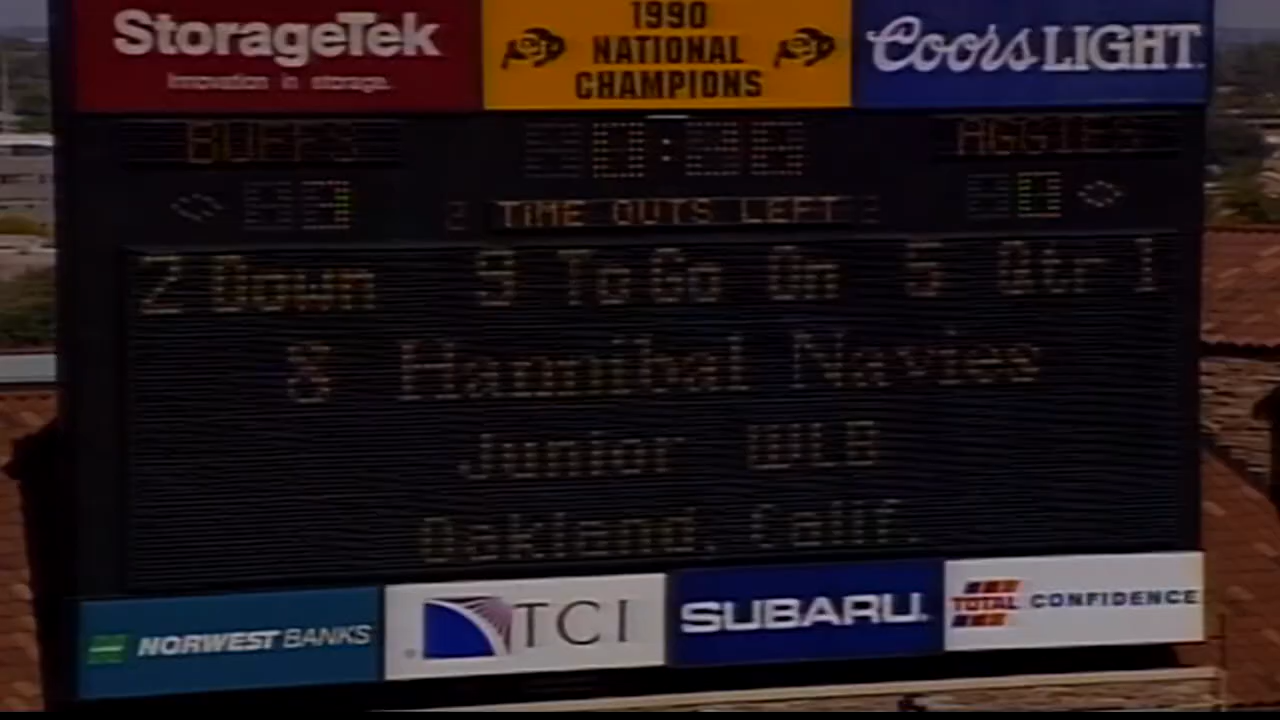 StorageTek
Innovation in storage.
1990
NATIONAL
CHAMPIONS
Coors LIGHT
BUFFS
AGGIES
TIME OUTS LEFT
2 Down 9 To Go On 5 Qtr 1
8 Hannibal Navies
Junior WLB
Oakland, Calif.
NORWEST BANKS
TCI
SUBARU
TOTAL CONFIDENCE